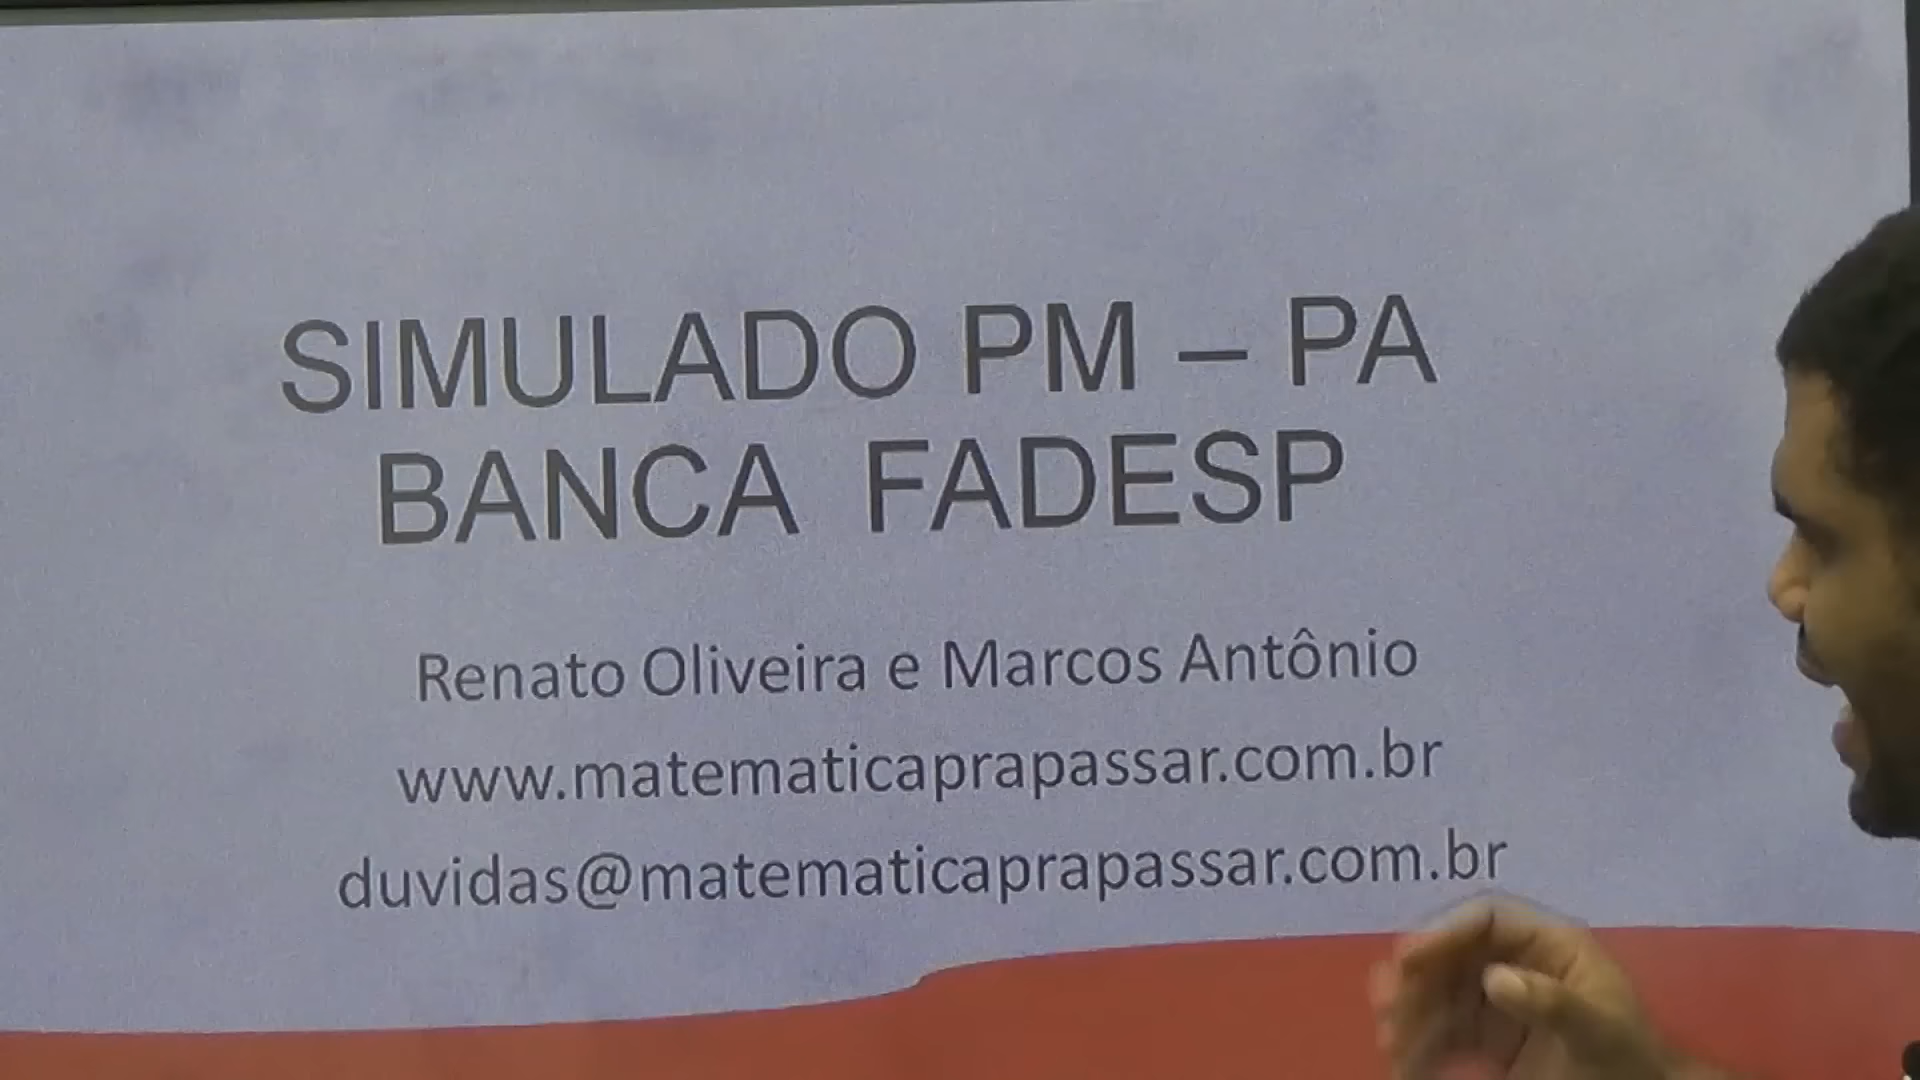 SIMULADO PM – PA
BANCA FADESP
Renato Oliveira e Marcos Antônio
www.matematicaprapassar.com.br
duvidas@matematicaprapassar.com.br